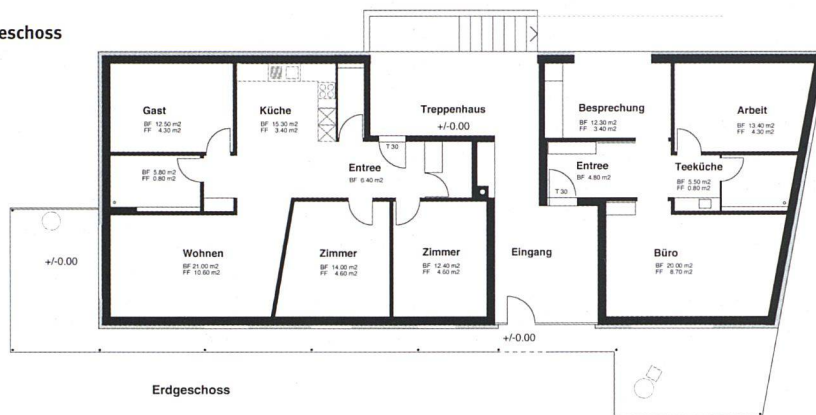 eschoss
Gast
BF 12.50 m2
FF 4.30 m2
Küche
BF 15.30 m2
FF 3.40 m2
Treppenhaus
+/-0.00
Besprechung
BF 12.30 m2
FF 3.40 m2
Arbeit
BF 13.40 m2
FF 4.30 m2
T 30
BF 5.80 m2
FF 0.80 m2
Entree
BF 6.40 m2
Entree
BF 4.80 m2
T 30
Teeküche
BF 5.50 m2
FF 0.80 m2
+/-0.00
Wohnen
BF 21.00 m2
FF 10.60 m2
Zimmer
BF 14.00 m2
FF 4.60 m2
Zimmer
BF 12.40 m2
FF 4.60 m2
Eingang
Büro
BF 20.00 m2
FF 8.70 m2
+/-0.00
Erdgeschoss